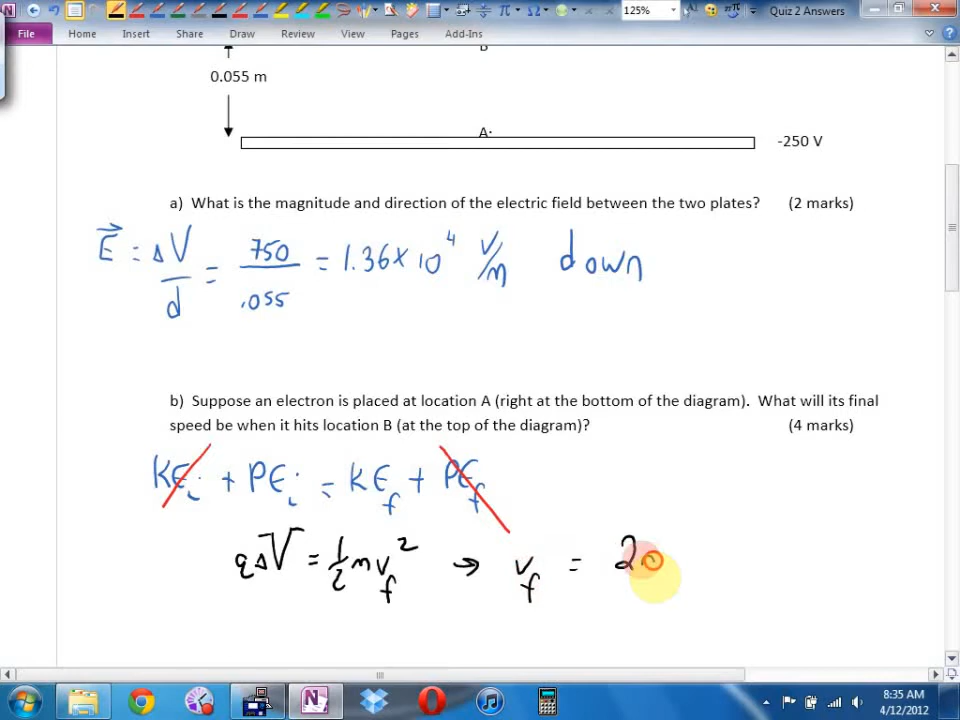 125% Quiz 2 Answers
File Home Insert Share Draw Review View Pages Add-Ins
B
0.055 m
A·
-250 V
a) What is the magnitude and direction of the electric field between the two plates? (2 marks)
E = ΔV/d = 750/.055 = 1.36 × 10⁴ V/m down
b) Suppose an electron is placed at location A (right at the bottom of the diagram). What will its final
speed be when it hits location B (at the top of the diagram)? (4 marks)
KEi + PEi = KEf + PEf
qΔV = ½mvf² → vf = 2
8:35 AM
4/12/2012